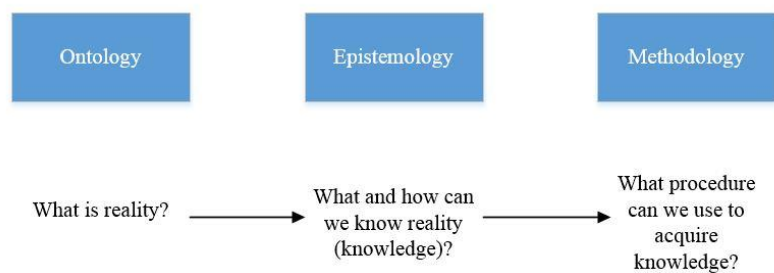 Ontology
Epistemology
Methodology
What is reality?
What and how can
we know reality
(knowledge)?
What procedure
can we use to
acquire
knowledge?